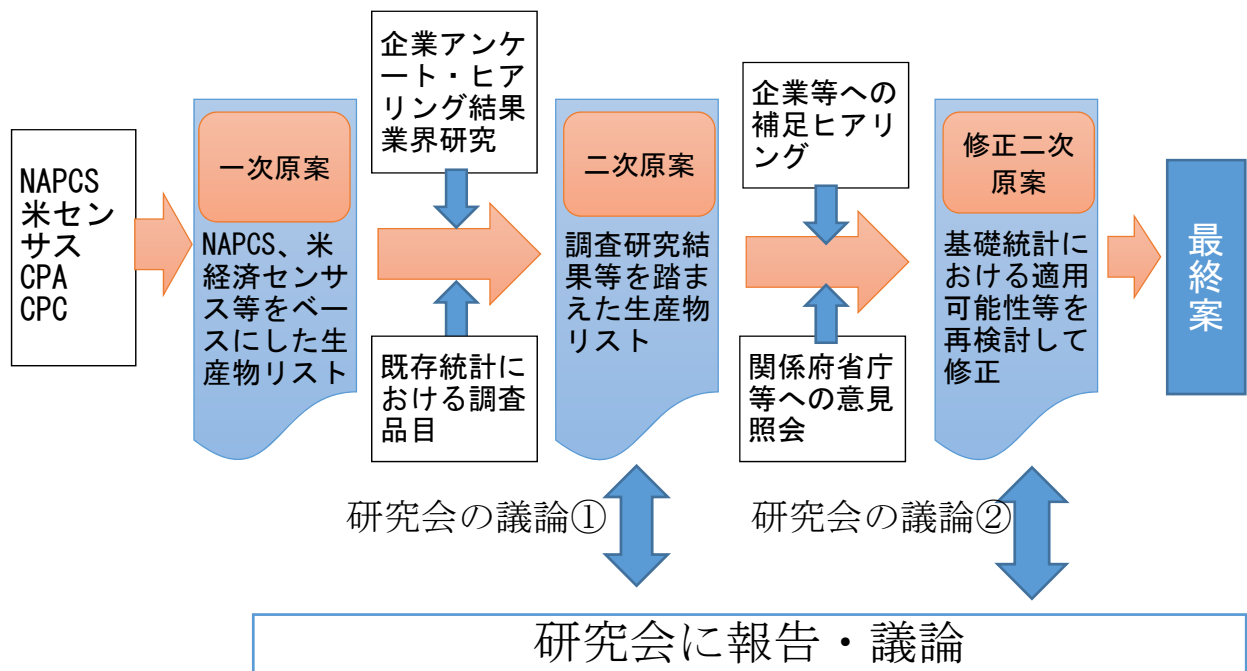 NAPCS
米セン
サス
CPA
CPC
一次原案
NAPCS、米
経済センサ
ス等をベー
スにした生
産物リスト
企業アンケ
ート・ヒア
リング結果
業界研究
既存統計に
おける調査
品目
二次原案
調査研究結
果等を踏ま
えた生産物
リスト
企業等への
補足ヒアリ
ング
関係府省庁
等への意見
照会
修正二次
原案
基礎統計に
おける適用
可能性等を
再検討して
修正
最終案
研究会の議論①
研究会の議論②
研究会に報告・議論